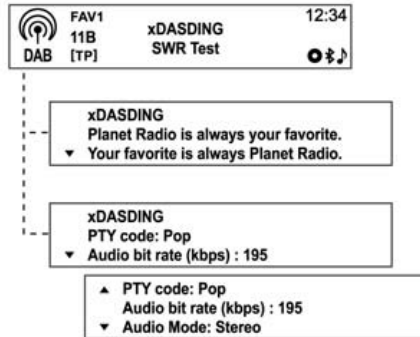 FAV1
12:34
11B
xDASDING
DAB
[TP]
SWR Test
xDASDING
Planet Radio is always your favorite.
▼ Your favorite is always Planet Radio.
xDASDING
PTY code: Pop
▼ Audio bit rate (kbps) : 195
▲ PTY code: Pop
Audio bit rate (kbps) : 195
▼ Audio Mode: Stereo